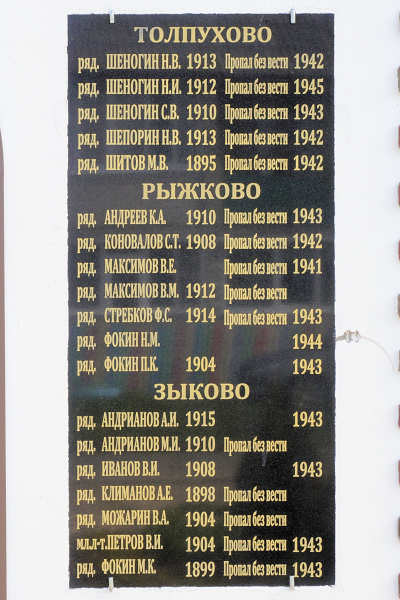 ТОЛПУХОВО
ряд. ШЕНОГИН Н.В. 1913 Пропал без вести 1942
ряд. ШЕНОГИН Н.И. 1912 Пропал без вести 1945
ряд. ШЕНОГИН С.В. 1910 Пропал без вести 1943
ряд. ШЕПОРИН Н.В. 1913 Пропал без вести 1942
ряд. ШИТОВ М.В. 1895 Пропал без вести 1942
РЫЖКОВО
ряд. АНДРЕЕВ К.А. 1910 Пропал без вести 1943
ряд. КОНОВАЛОВ С.Т. 1908 Пропал без вести 1942
ряд. МАКСИМОВ В.Е. Пропал без вести 1941
ряд. МАКСИМОВ В.М. 1912 Пропал без вести
ряд. СТРЕБКОВ Ф.С. 1914 Пропал без вести 1943
ряд. ФОКИН Н.М. 1944
ряд. ФОКИН П.К. 1904 1943
ЗЫКОВО
ряд. АНДРИАНОВ А.И. 1915 1943
ряд. АНДРИАНОВ М.И. 1910 Пропал без вести
ряд. ИВАНОВ В.И. 1908 1943
ряд. КЛИМАНОВ А.Е. 1898 Пропал без вести
ряд. МОЖАРИН В.А. 1904 Пропал без вести
мл.л-т.ПЕТРОВ В.И. 1904 Пропал без вести 1943
ряд. ФОКИН М.К. 1899 Пропал без вести 1943